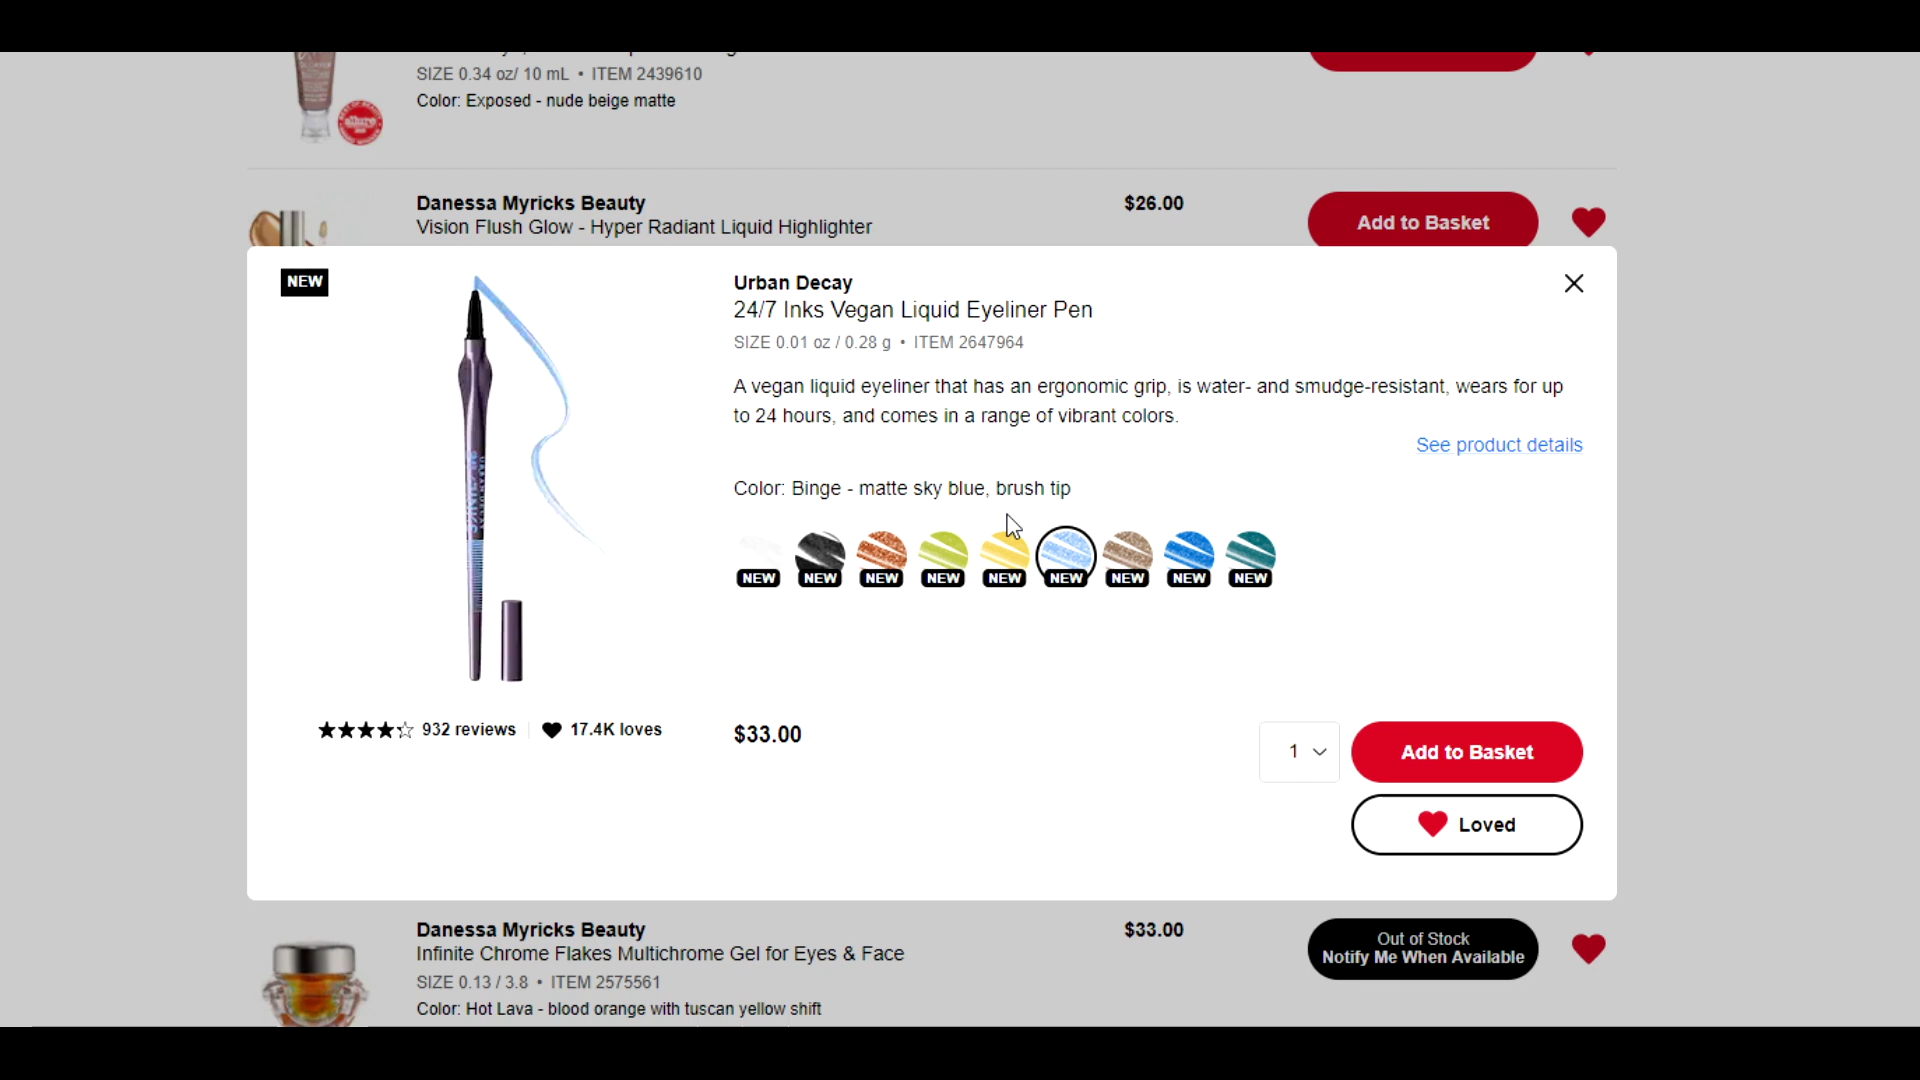 SIZE 0.34 oz/ 10 mL • ITEM 2439610
Color: Exposed - nude beige matte
allure
Danessa Myricks Beauty
$26.00
Add to Basket
Vision Flush Glow - Hyper Radiant Liquid Highlighter
NEW
Urban Decay
24/7 Inks Vegan Liquid Eyeliner Pen
SIZE 0.01 oz / 0.28 g • ITEM 2647964
A vegan liquid eyeliner that has an ergonomic grip, is water- and smudge-resistant, wears for up
to 24 hours, and comes in a range of vibrant colors.
See product details
Color: Binge - matte sky blue, brush tip
NEW NEW NEW NEW NEW NEW NEW NEW NEW
932 reviews
17.4K loves
$33.00
1
Add to Basket
Loved
Danessa Myricks Beauty
$33.00
Out of Stock
Notify Me When Available
Infinite Chrome Flakes Multichrome Gel for Eyes & Face
SIZE 0.13 / 3.8 • ITEM 2575561
Color: Hot Lava - blood orange with tuscan yellow shift